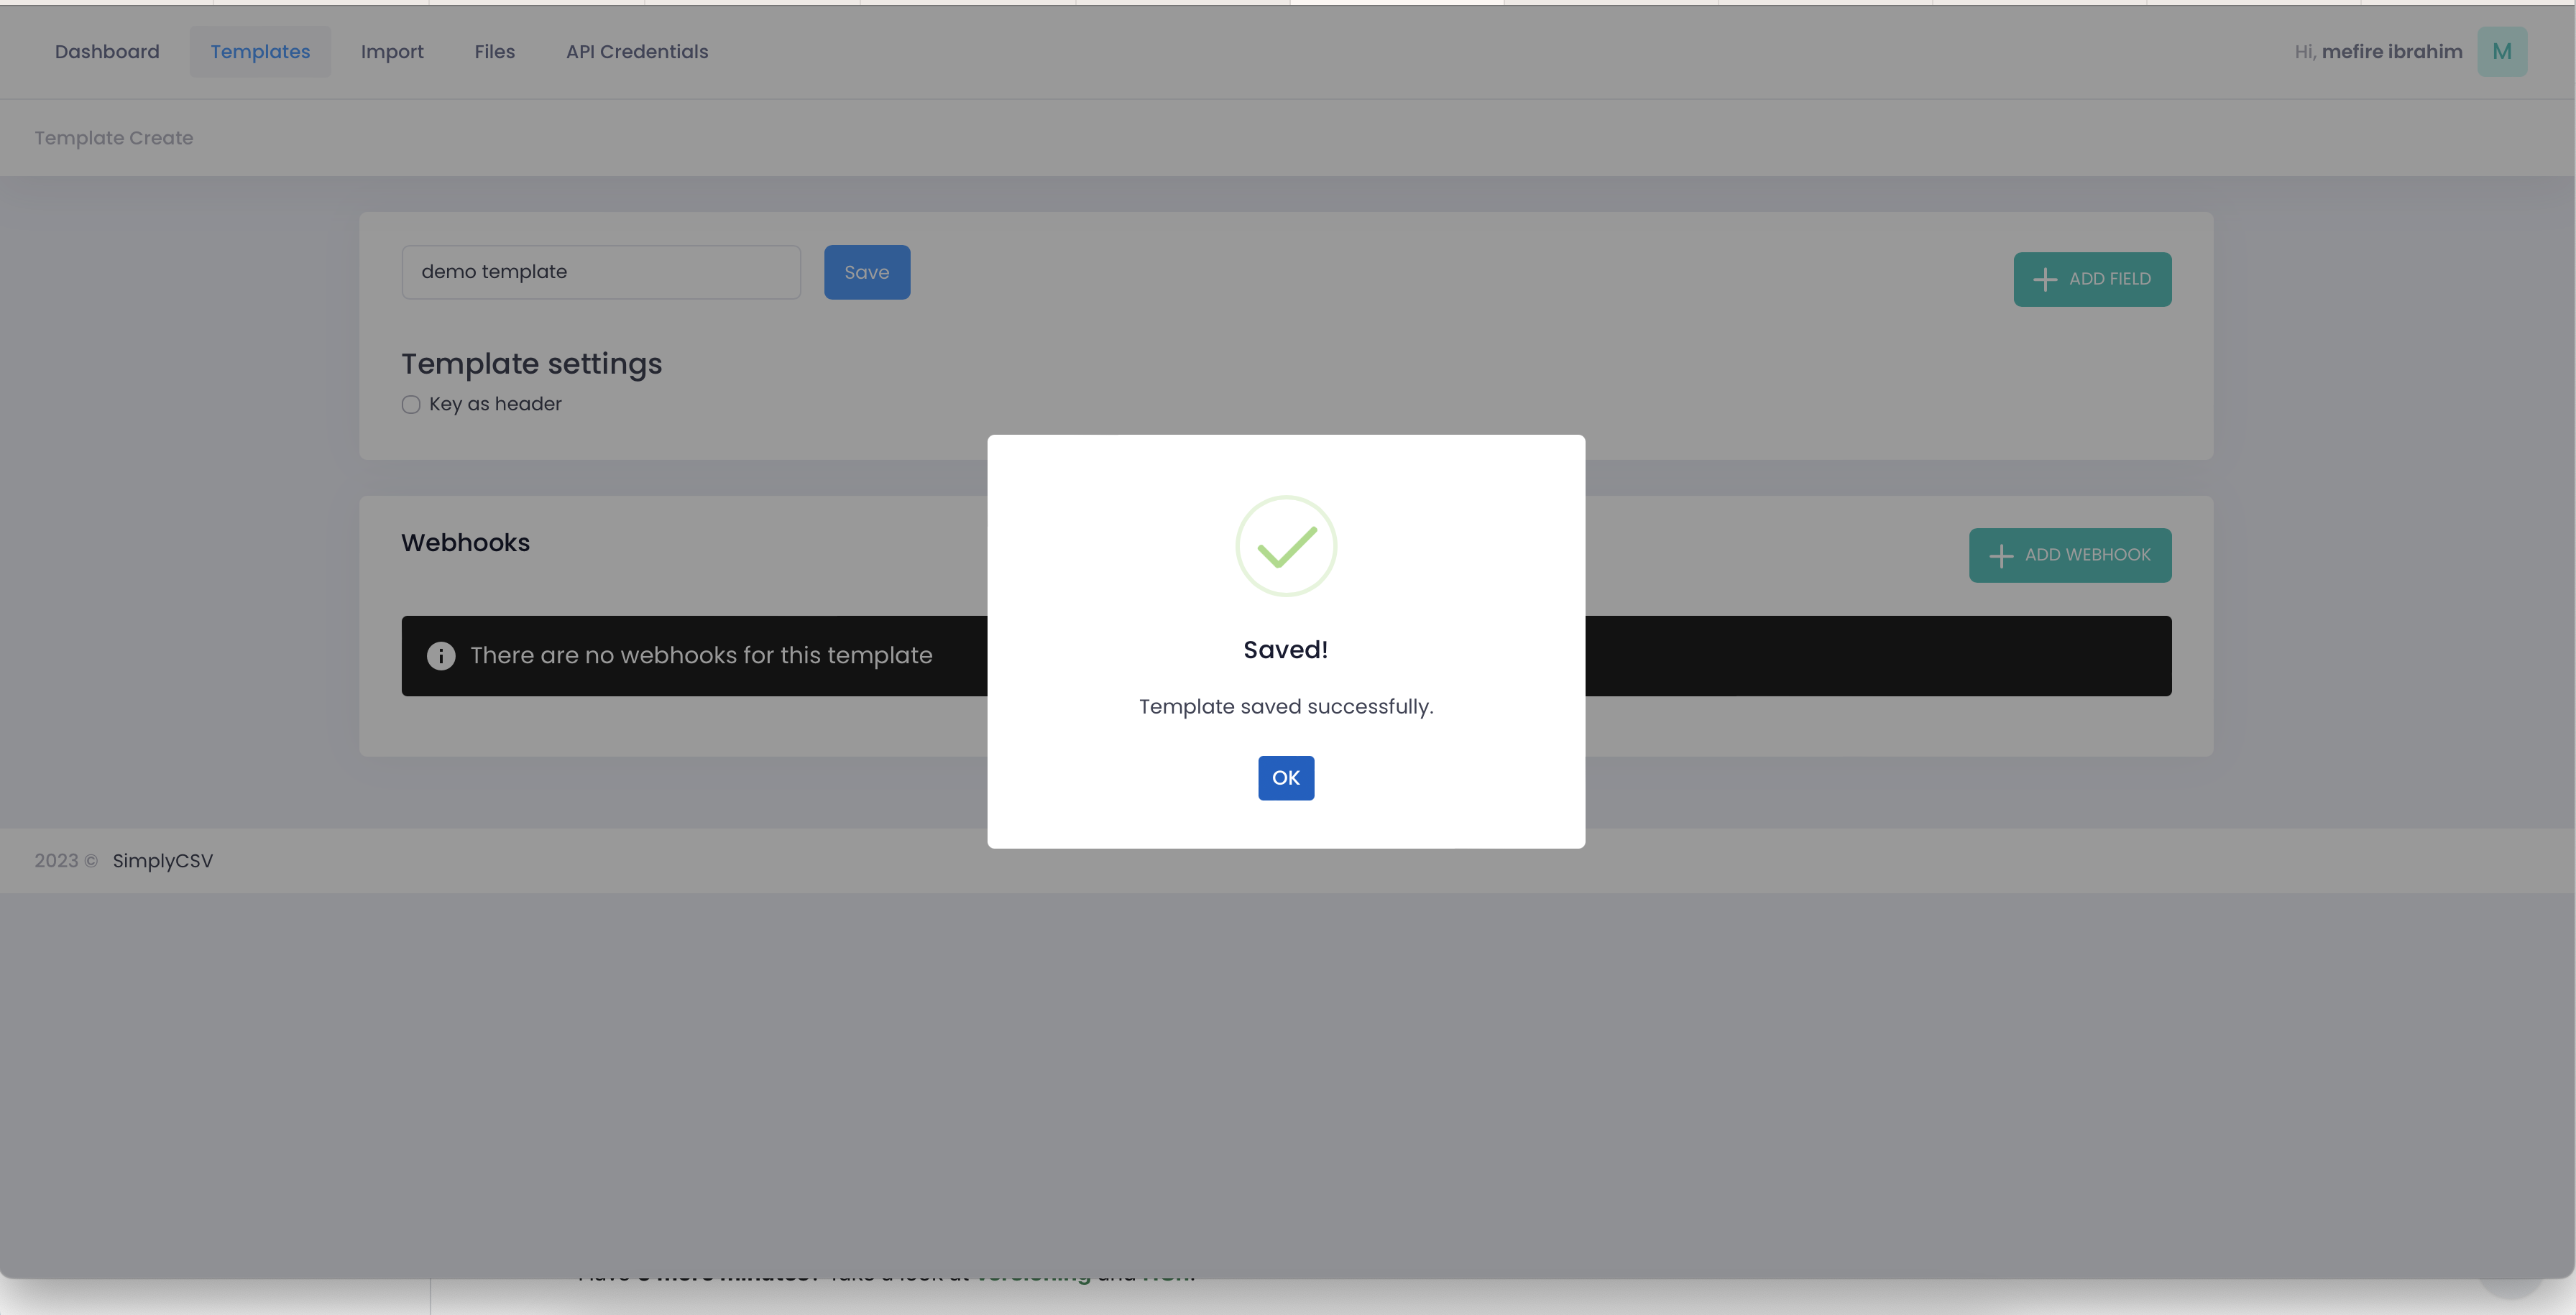 Dashboard Templates Import Files API Credentials Hi, mefire ibrahim M
Template Create
demo template Save ADD FIELD
Template settings
Key as header
Webhooks ADD WEBHOOK
There are no webhooks for this template
Saved!
Template saved successfully.
OK
2023 © SimplyCSV